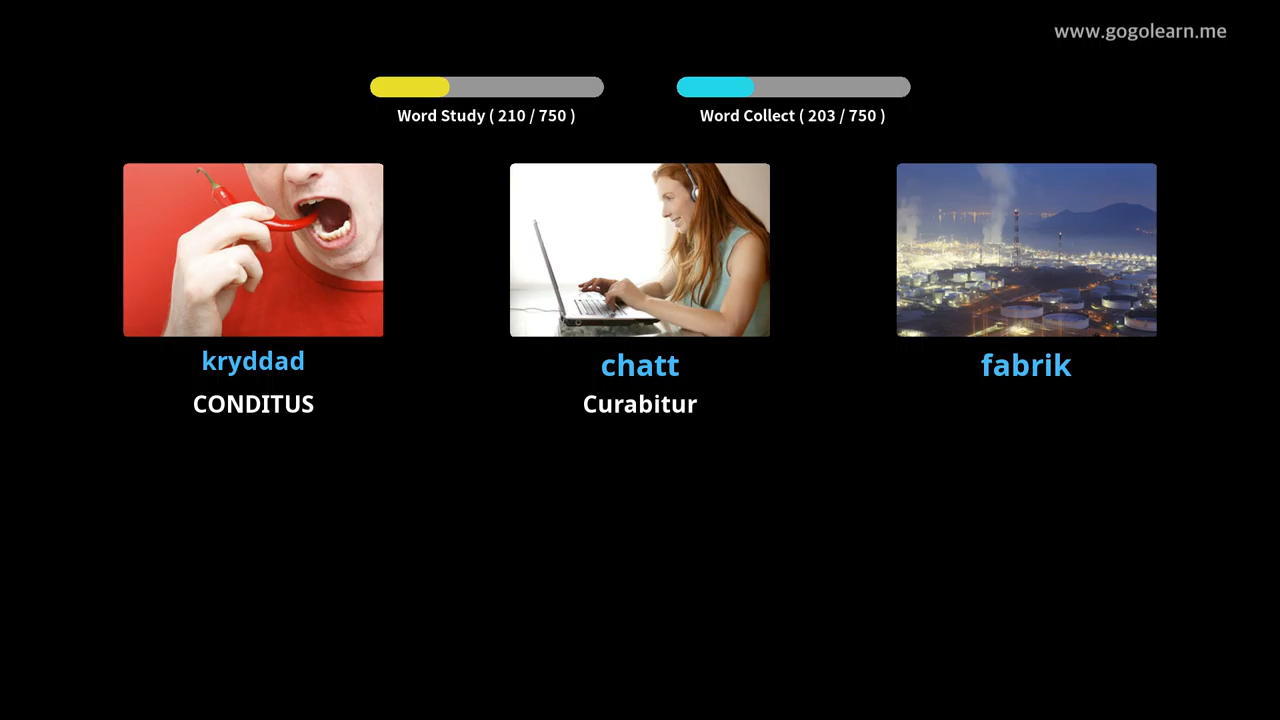 www.gogolearn.me
Word Study ( 210 / 750 )
Word Collect ( 203 / 750 )
kryddad
chatt
fabrik
CONDITUS
Curabitur